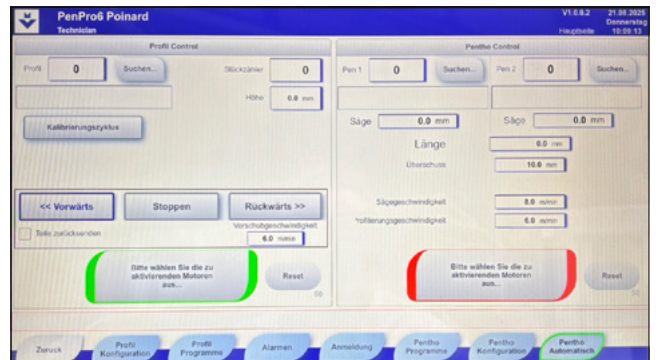 PenPro6 Poinard
Technician
V1.0.8.2
21.08.2025
Donnerstag
Hauptseite
10:09:13
Profil Control
Profil
0
Suchen...
Stückzähler
0
Höhe
0.0 mm
Kalibrierungszyklus
<< Vorwärts
Stoppen
Rückwärts >>
Teile zurücksenden
Vorschubgeschwindigkeit
6.0 m/min
Bitte wählen Sie die zu
aktivierenden Motoren
aus...
Reset
50
Pentho Control
Pen 1
0
Suchen...
Pen 2
0
Suchen...
Säge
0.0 mm
Säge
0.0 mm
Länge
0.0 mm
Überschuss
10.0 mm
Sägegeschwindigkeit
8.0 m/min
rofilierungsgeschwindigkeit
6.0 m/min
Bitte wählen Sie die zu
aktivierenden Motoren
aus...
Reset
50
Zurück
Profil
Konfiguration
Profil
Programme
Alarmen
Anmeldung
Pentho
Programme
Pentho
Konfiguration
Pentho
Automatisch